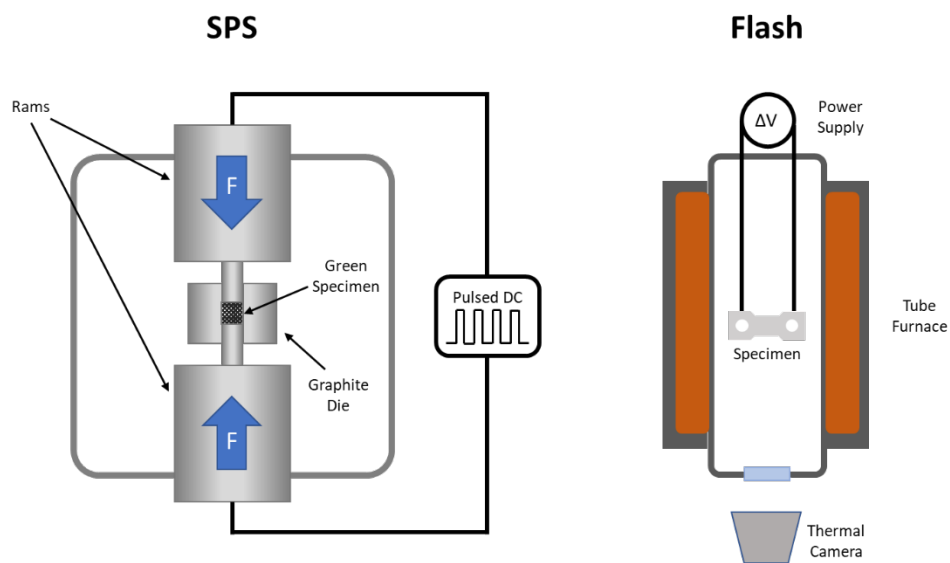 SPS
Rams
F
Green
Specimen
Graphite
Die
F
Pulsed DC
Flash
ΔV
Power
Supply
Tube
Furnace
Specimen
Thermal
Camera